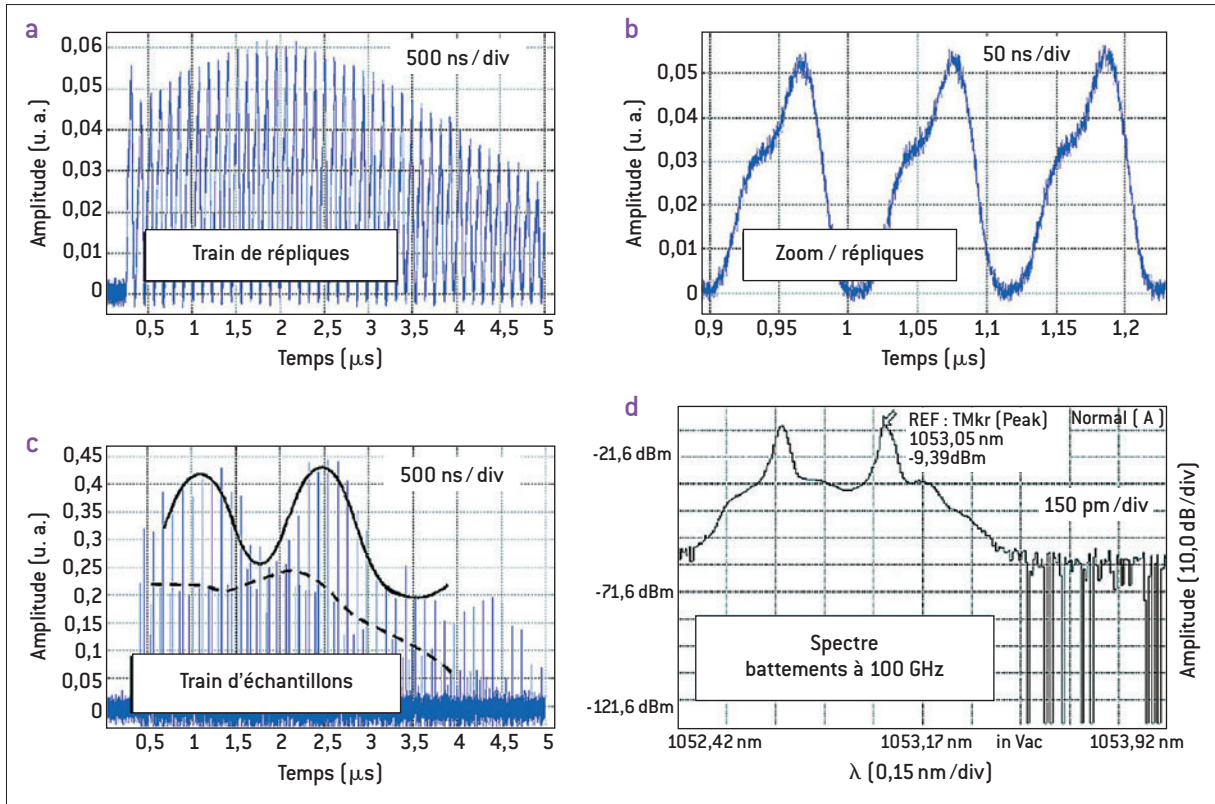 a
500 ns / div
0,06
0,05
0,04
0,03
0,02
0,01
0
Amplitude (u. a.)
Train de répliques
0,5 1 1,5 2 2,5 3 3,5 4 4,5 5
Temps (μs)
b
50 ns / div
0,05
0,04
0,03
0,02
0,01
0
Amplitude (u. a.)
Zoom / répliques
0,9 0,95 1 1,05 1,1 1,15 1,2
Temps (μs)
c
500 ns / div
0,45
0,4
0,35
0,3
0,25
0,2
0,15
0,1
0,05
0
Amplitude (u. a.)
Train d'échantillons
0,5 1 1,5 2 2,5 3 3,5 4 4,5 5
Temps (μs)
d
REF : TMkr (Peak)
1053,05 nm
-9,39dBm
Normal ( A )
-21,6 dBm
150 pm / div
-71,6 dBm
Spectre
battements à 100 GHz
-121,6 dBm
Amplitude (10,0 dB / div)
1052,42 nm 1053,17 nm in Vac 1053,92 nm
λ (0,15 nm /div)